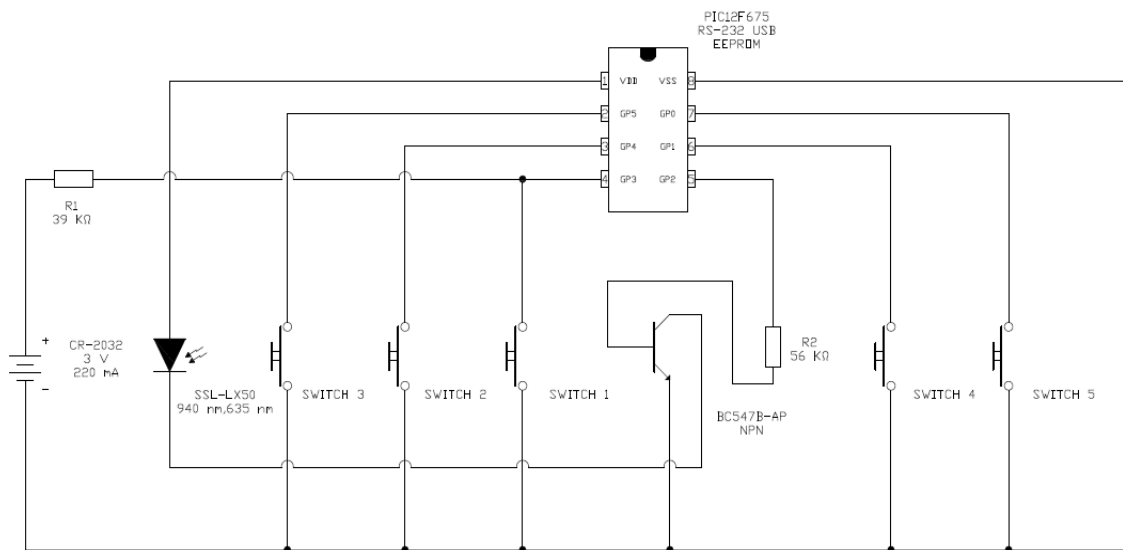 PIC12F675
RS-232 USB
EEPROM
1 VDD VSS 8
2 GP5 GP0 7
3 GP4 GP1 6
4 GP3 GP2 5
R1
39 KΩ
+
CR-2032
3 V
220 mA
-
SSL-LX50
940 nm,635 nm
SWITCH 3
SWITCH 2
SWITCH 1
R2
56 KΩ
BC547B-AP
NPN
SWITCH 4
SWITCH 5